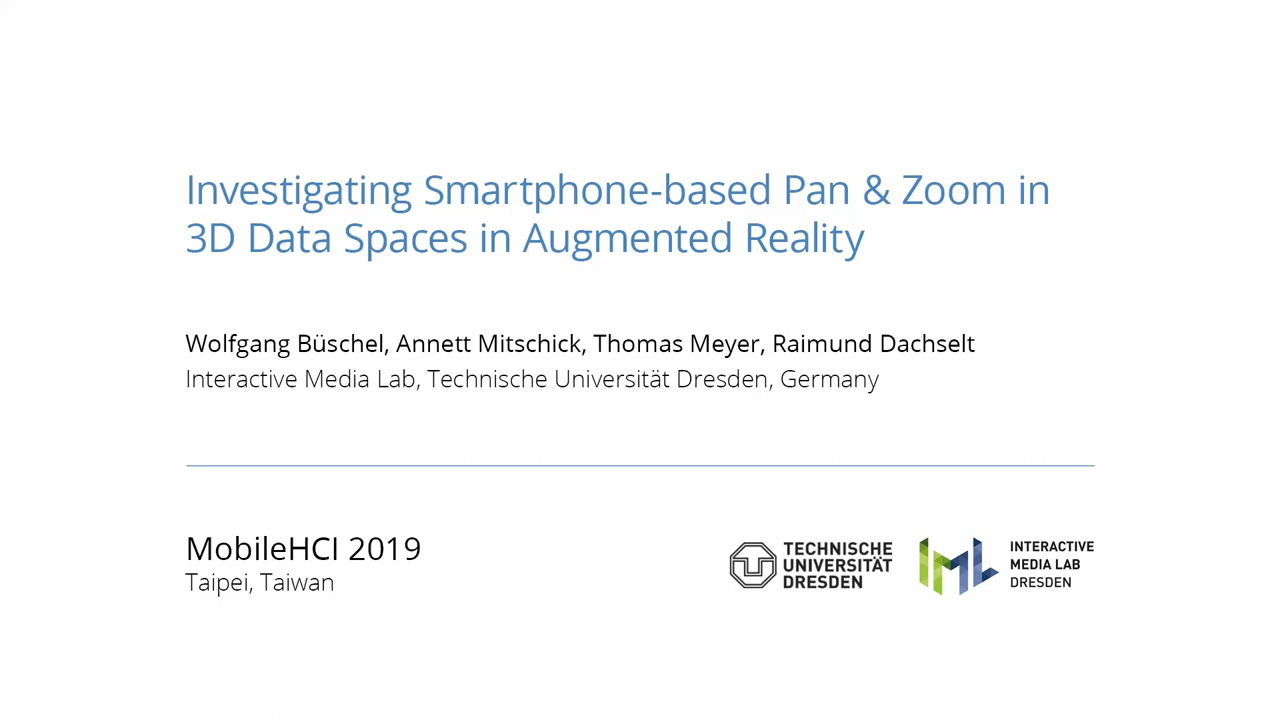 Investigating Smartphone-based Pan & Zoom in
3D Data Spaces in Augmented Reality
Wolfgang Büschel, Annett Mitschick, Thomas Meyer, Raimund Dachselt
Interactive Media Lab, Technische Universität Dresden, Germany
MobileHCI 2019
Taipei, Taiwan
TECHNISCHE
UNIVERSITÄT
DRESDEN
INTERACTIVE
MEDIA LAB
DRESDEN